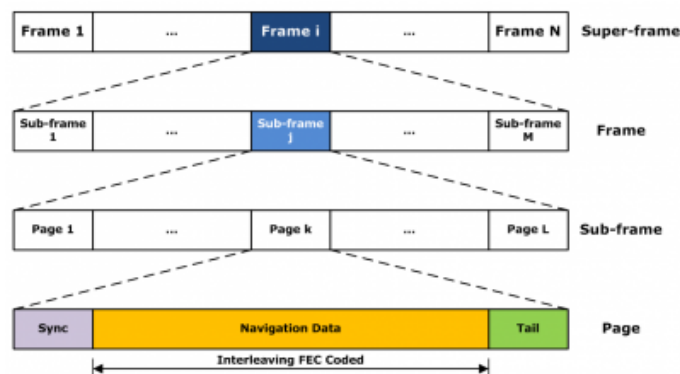 Frame 1 ... Frame i ... Frame N Super-frame
Sub-frame 1 ... Sub-frame j ... Sub-frame M Frame
Page 1 ... Page k ... Page L Sub-frame
Sync Navigation Data Tail Page
Interleaving FEC Coded